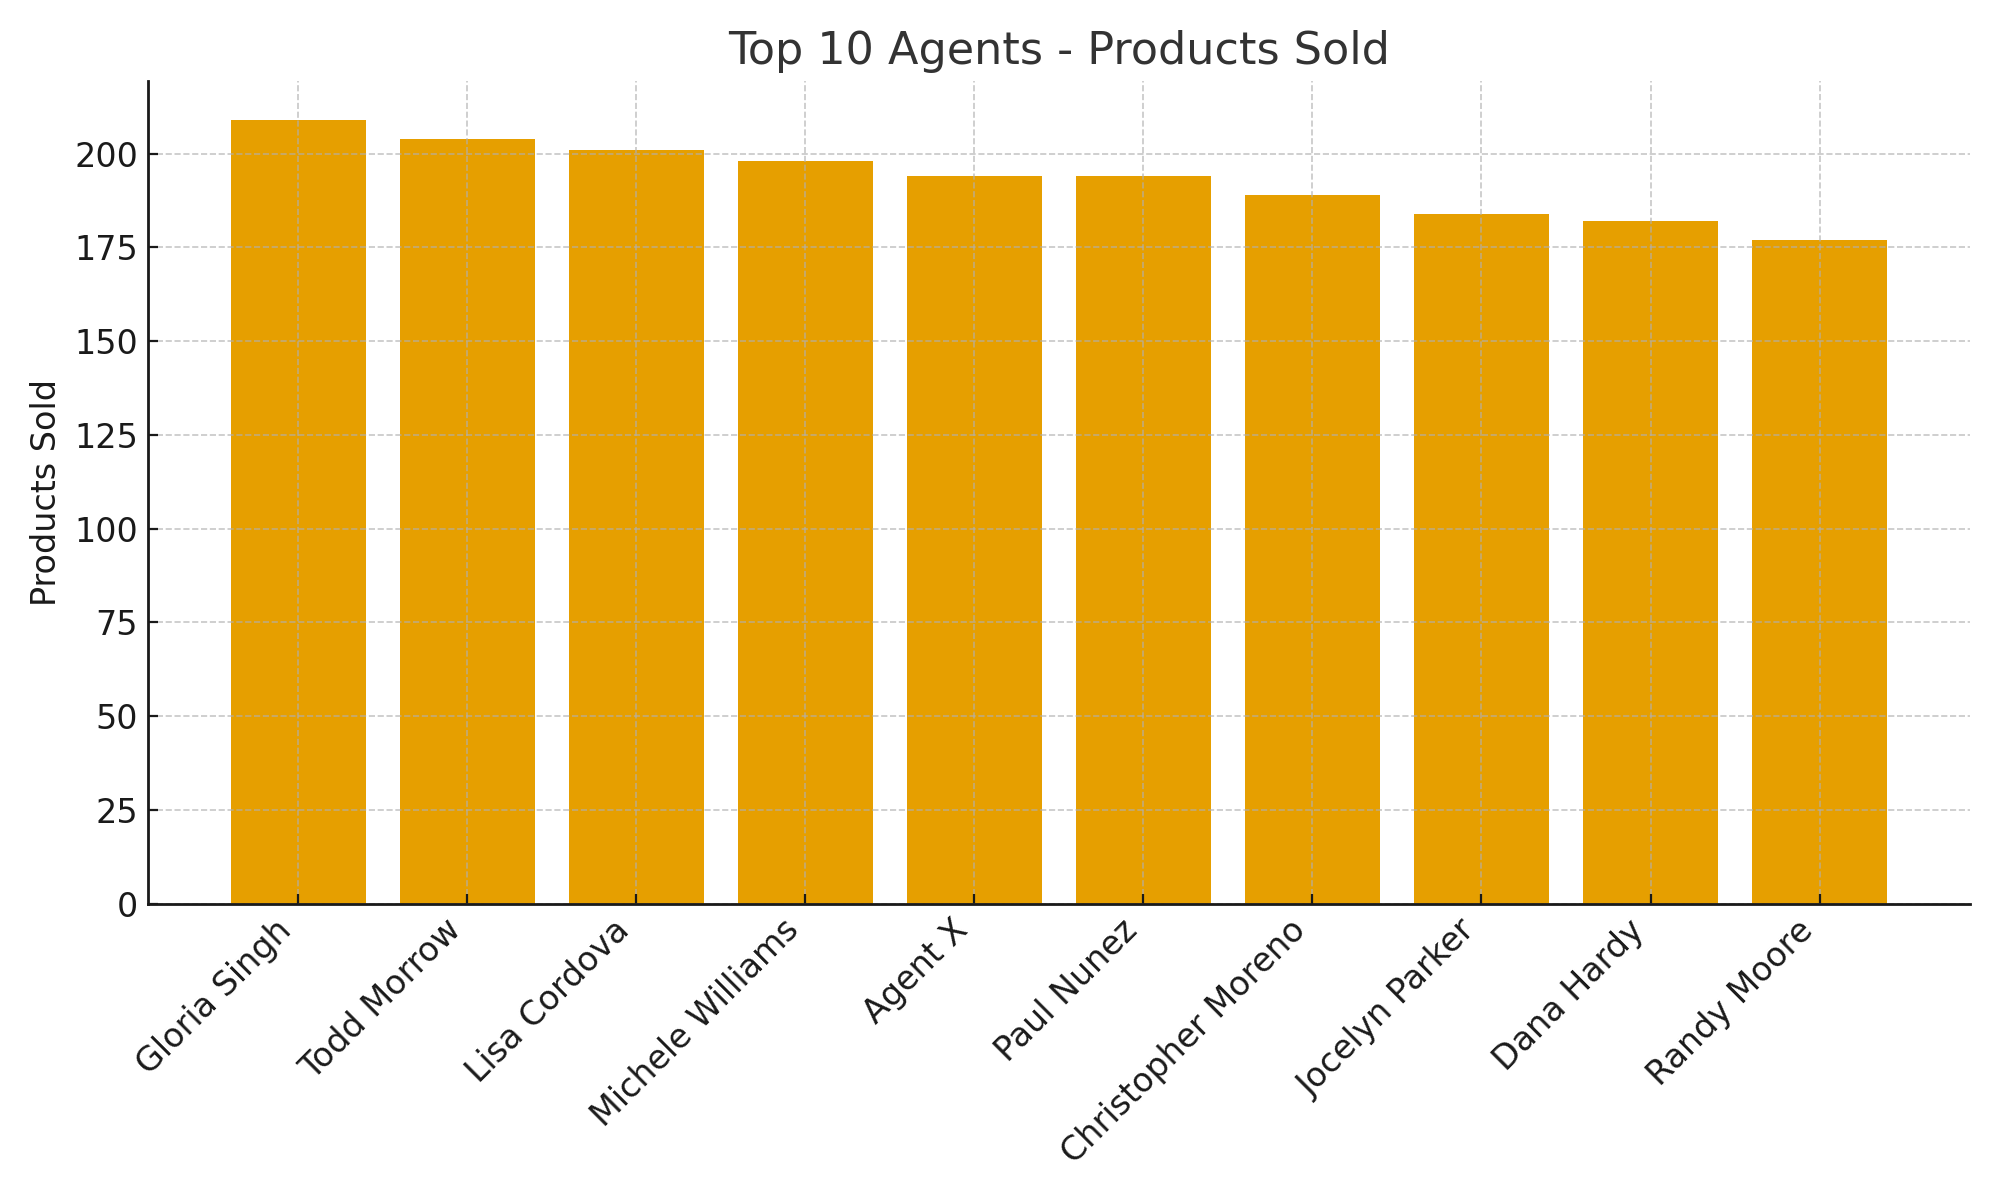 Top 10 Agents - Products Sold
Products Sold
200
175
150
125
100
75
50
25
0
Gloria Singh
Todd Morrow
Lisa Cordova
Michele Williams
Agent X
Paul Nunez
Christopher Moreno
Jocelyn Parker
Dana Hardy
Randy Moore